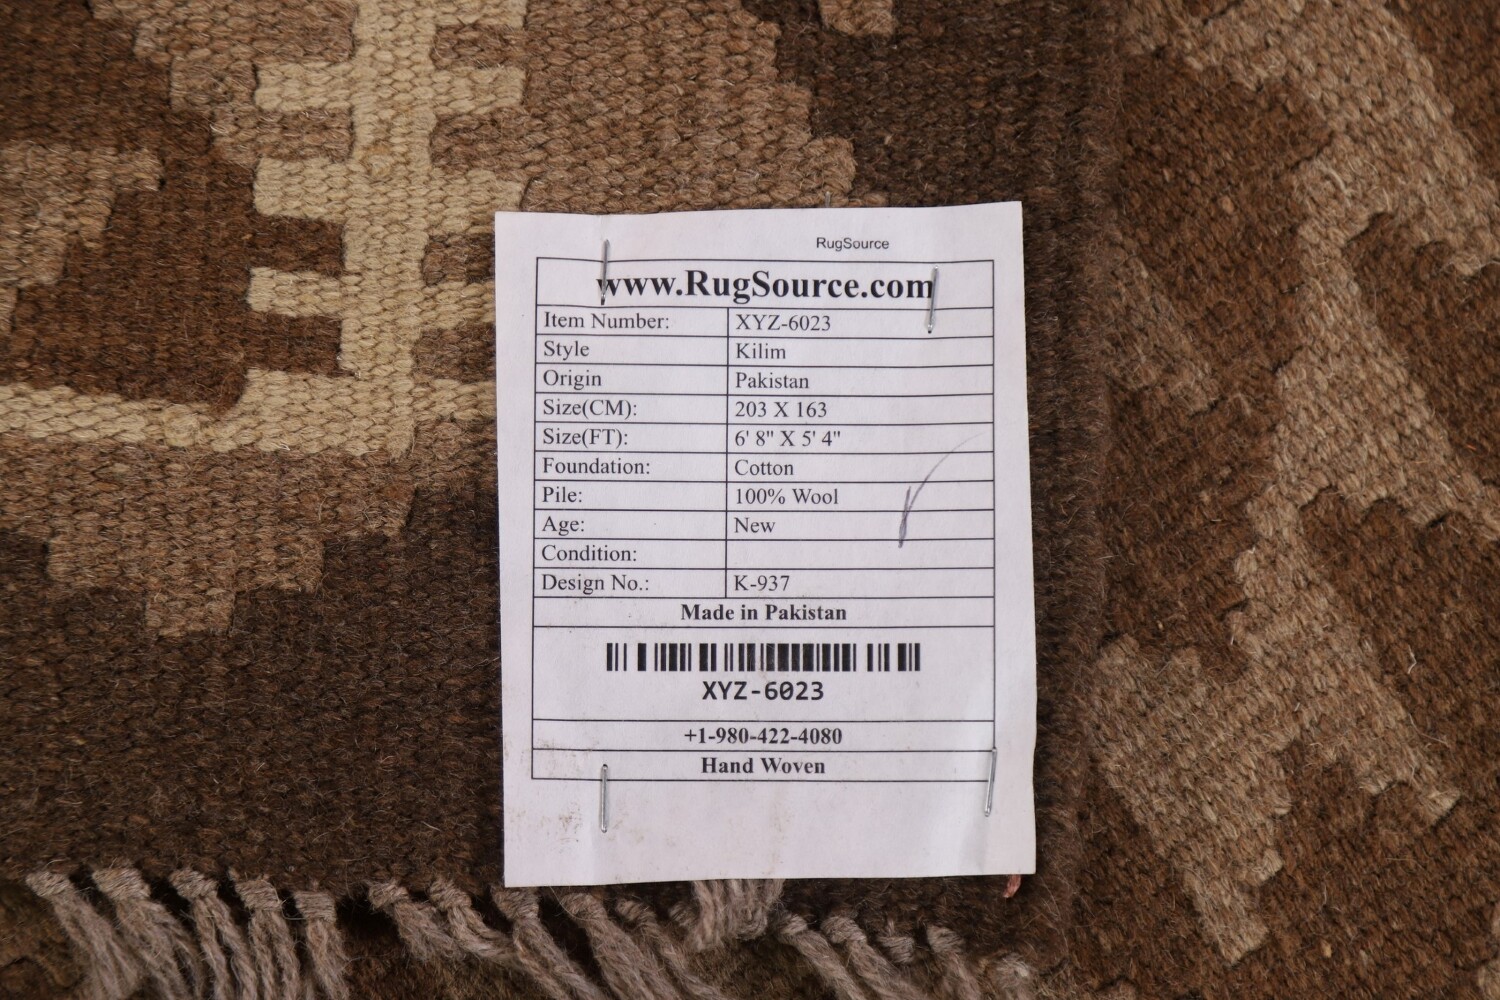 RugSource
www.RugSource.com
Item Number: XYZ-6023
Style Kilim
Origin Pakistan
Size(CM): 203 X 163
Size(FT): 6' 8" X 5' 4"
Foundation: Cotton
Pile: 100% Wool
Age: New
Condition:
Design No.: K-937
Made in Pakistan
XYZ-6023
+1-980-422-4080
Hand Woven